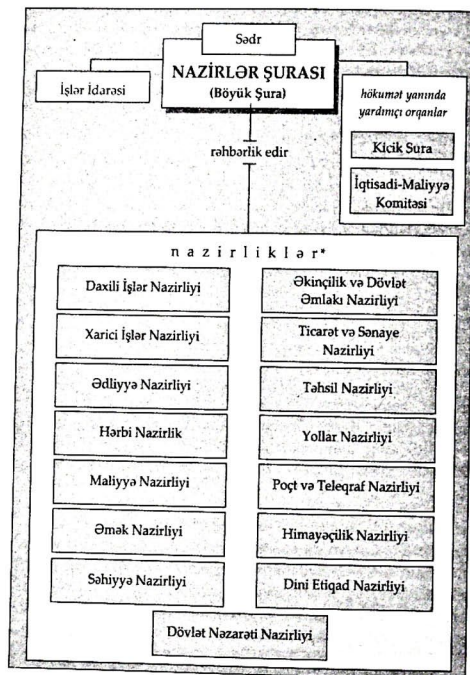 Sədr
NAZİRLƏR ŞURASI
(Böyük Şura)
İşlər İdarəsi
hökumət yanında
yardımçı orqanlar
Kiçik Şura
İqtisadi-Maliyyə
Komitəsi
rəhbərlik edir
nazirliklər*
Daxili İşlər Nazirliyi
Əkinçilik və Dövlət
Əmlakı Nazirliyi
Xarici İşlər Nazirliyi
Ticarət və Sənaye
Nazirliyi
Ədliyyə Nazirliyi
Təhsil Nazirliyi
Hərbi Nazirlik
Yollar Nazirliyi
Maliyyə Nazirliyi
Poçt və Teleqraf Nazirliyi
Əmək Nazirliyi
Himayəçilik Nazirliyi
Səhiyyə Nazirliyi
Dini Etiqad Nazirliyi
Dövlət Nəzarəti Nazirliyi